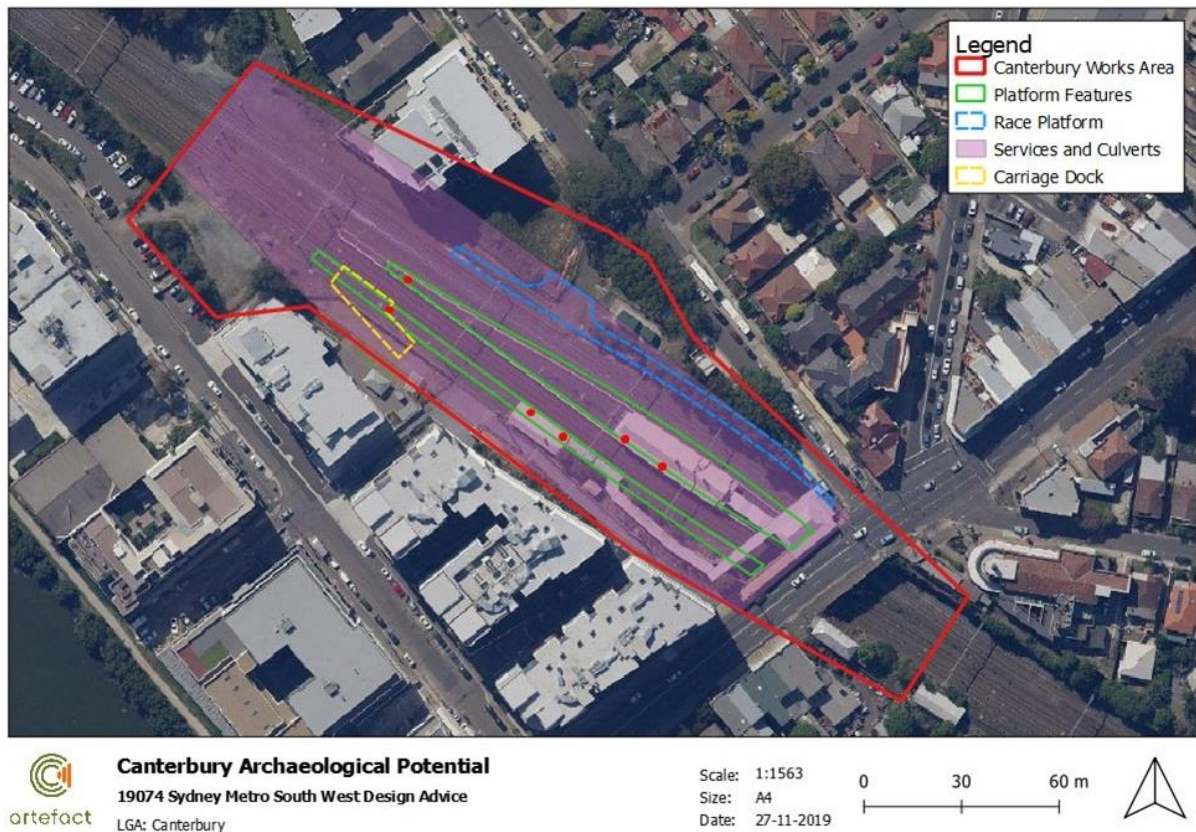 Legend
Canterbury Works Area
Platform Features
Race Platform
Services and Culverts
Carriage Dock
artefact
Canterbury Archaeological Potential
19074 Sydney Metro South West Design Advice
LGA: Canterbury
Scale: 1:1563
Size: A4
Date: 27-11-2019
0 30 60 m